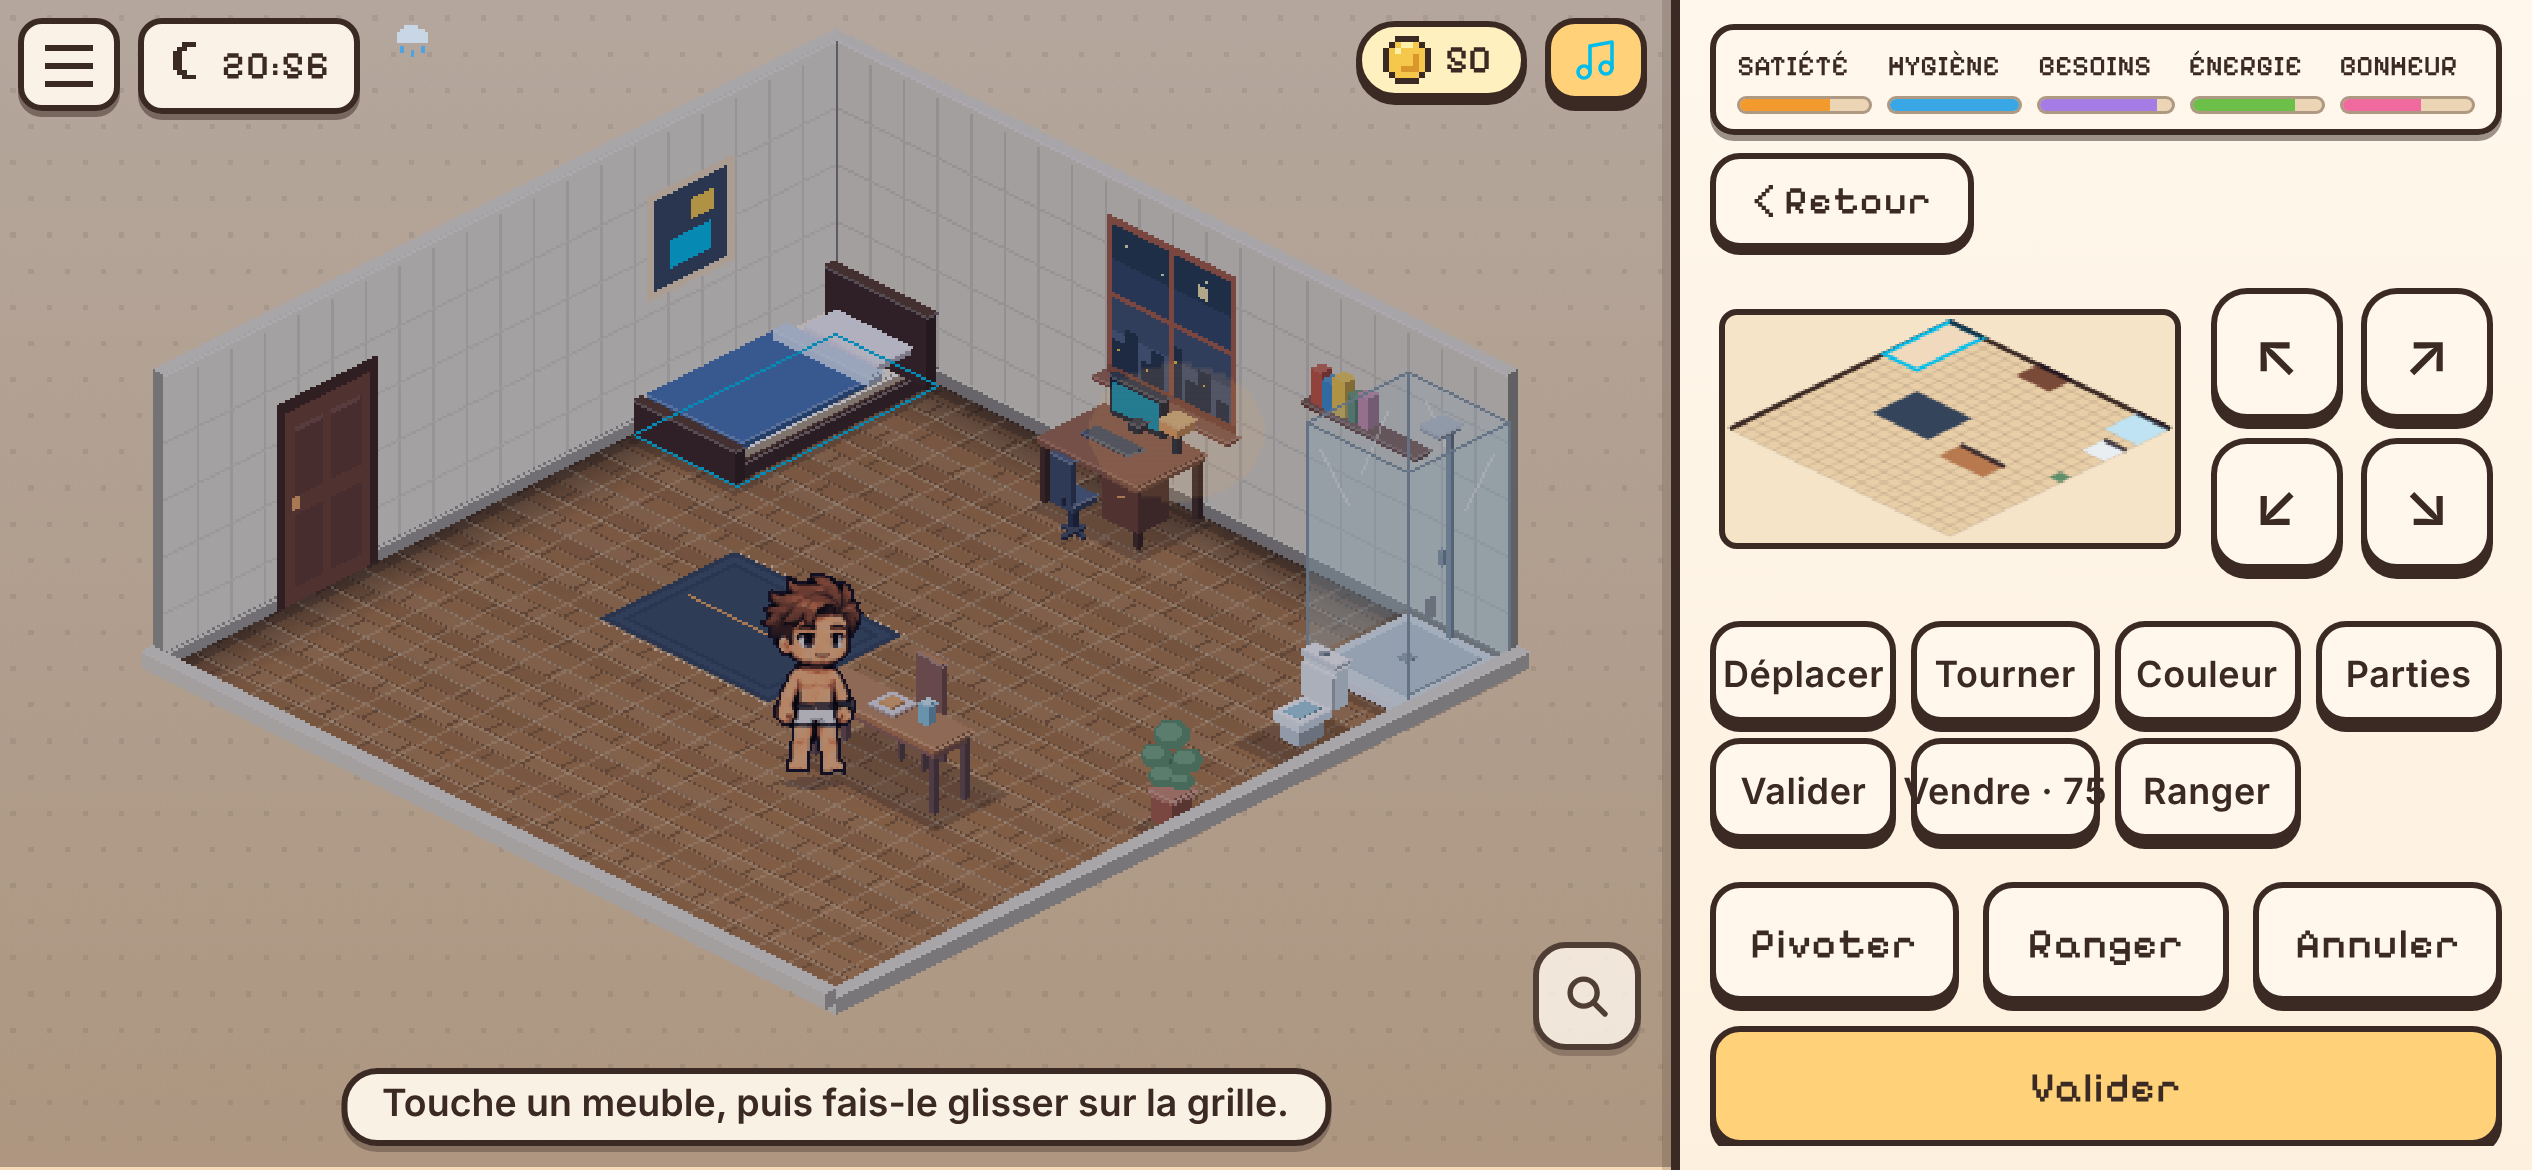 20:56
50
SATIÉTÉ HYGIÈNE BESOINS ÉNERGIE BONHEUR
Retour
Déplacer Tourner Couleur Parties
Valider Vendre · 75 Ranger
Pivoter Ranger Annuler
Valider
Touche un meuble, puis fais-le glisser sur la grille.